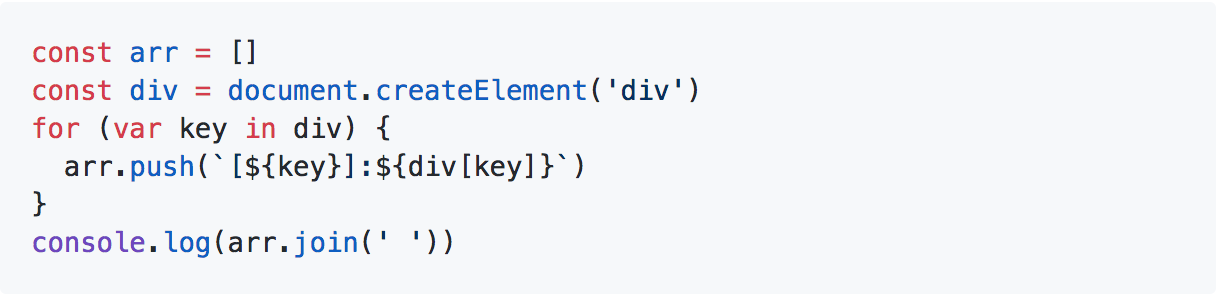 const arr = []
const div = document.createElement('div')
for (var key in div) {
  arr.push(`[${key}]:${div[key]}`)
}
console.log(arr.join(' '))